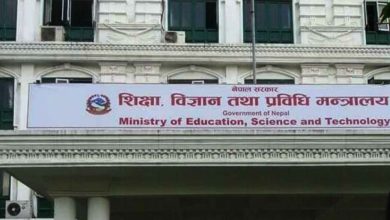 नेपाल सरकार
शिक्षा, विज्ञान तथा प्रविधि मन्त्रालय
Government of Nepal
Ministry of Education, Science and Technology